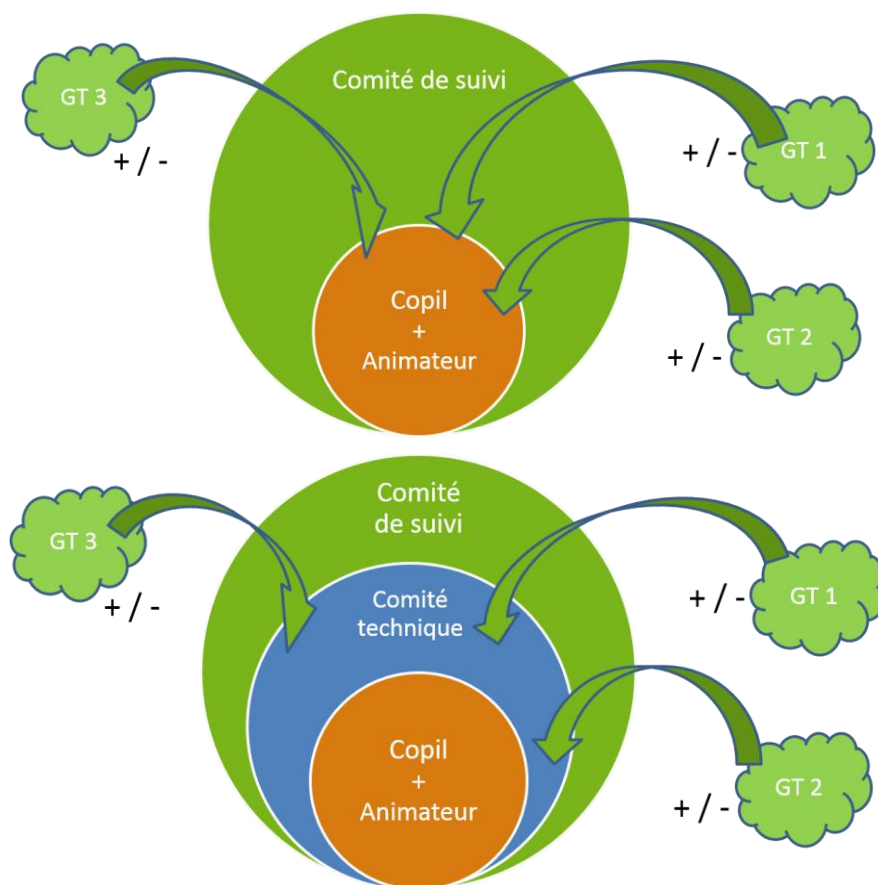 Comité de suivi
GT 3
+ / -
GT 1
+ / -
Copil
+
Animateur
GT 2
+ / -
Comité
de suivi
GT 3
+ / -
GT 1
+ / -
Comité
technique
Copil
+
Animateur
GT 2
+ / -